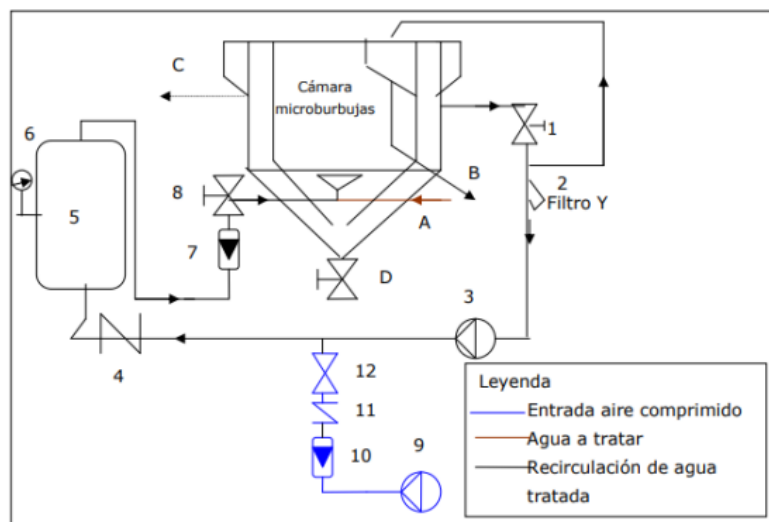 C
Cámara
microburbujas
6
1
B
2
Filtro Y
5
8
A
7
D
3
4
12
11
10
9
Leyenda
Entrada aire comprimido
Agua a tratar
Recirculación de agua
tratada